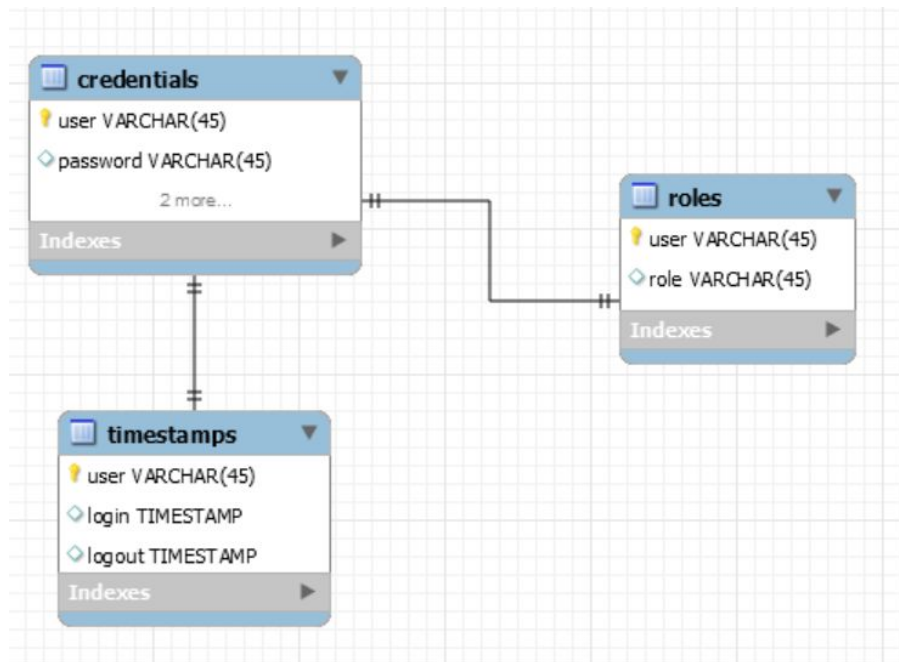 credentials
user VARCHAR(45)
password VARCHAR(45)
2 more...
Indexes
roles
user VARCHAR(45)
role VARCHAR(45)
Indexes
timestamps
user VARCHAR(45)
login TIMESTAMP
logout TIMESTAMP
Indexes